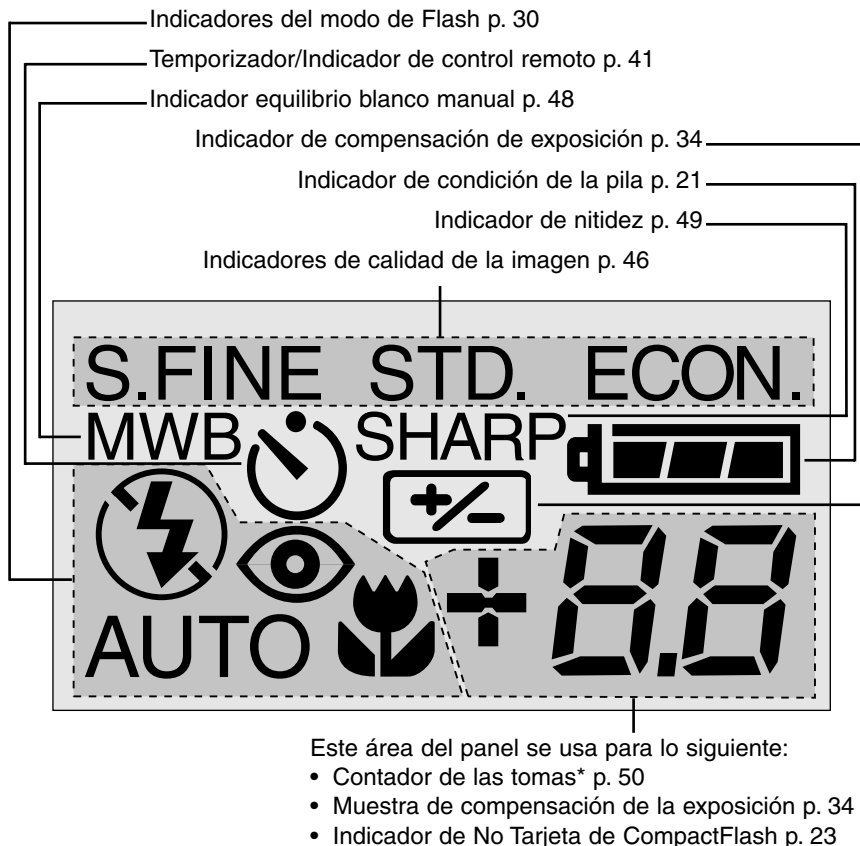 Indicadores del modo de Flash p. 30
Temporizador/Indicador de control remoto p. 41
Indicador equilibrio blanco manual p. 48
Indicador de compensación de exposición p. 34
Indicador de condición de la pila p. 21
Indicador de nitidez p. 49
Indicadores de calidad de la imagen p. 46
S.FINE STD. ECON.
MWB SHARP
+/-
AUTO 8.8
Este área del panel se usa para lo siguiente:
• Contador de las tomas* p. 50
• Muestra de compensación de la exposición p. 34
• Indicador de No Tarjeta de CompactFlash p. 23